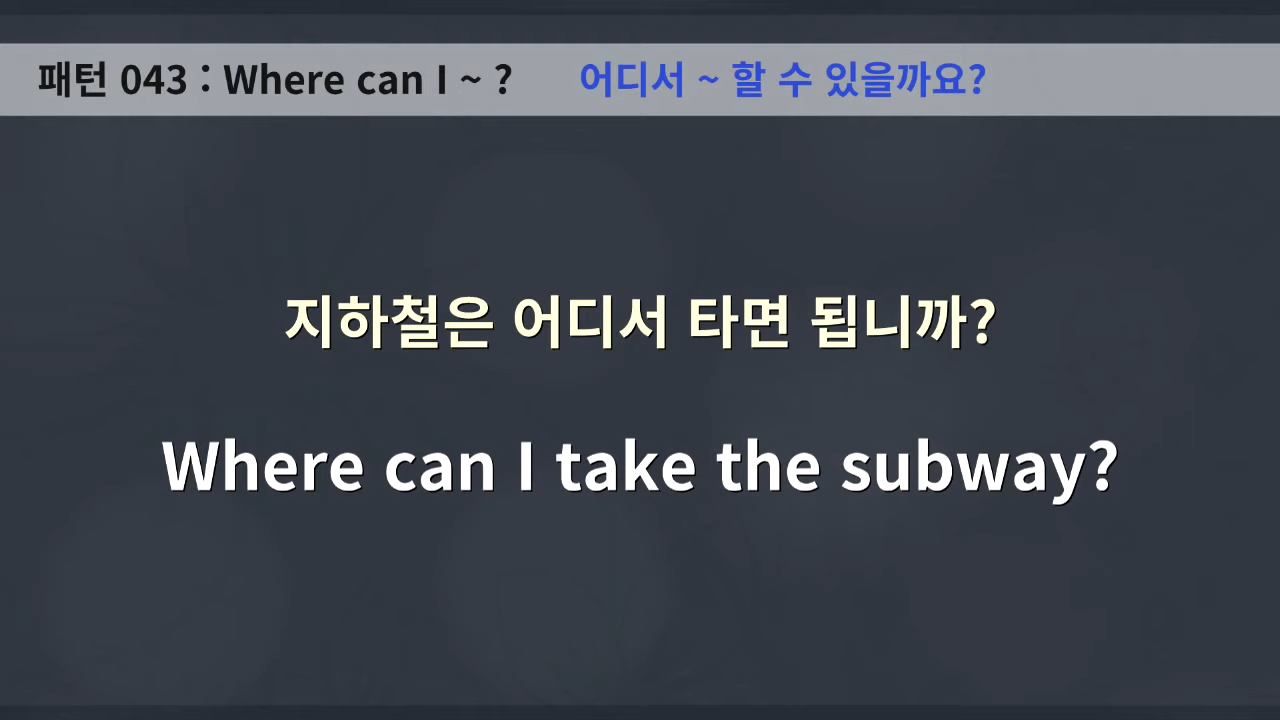 패턴 043 : Where can I ~ ? 어디서 ~ 할 수 있을까요?
지하철은 어디서 타면 됩니까?
Where can I take the subway?